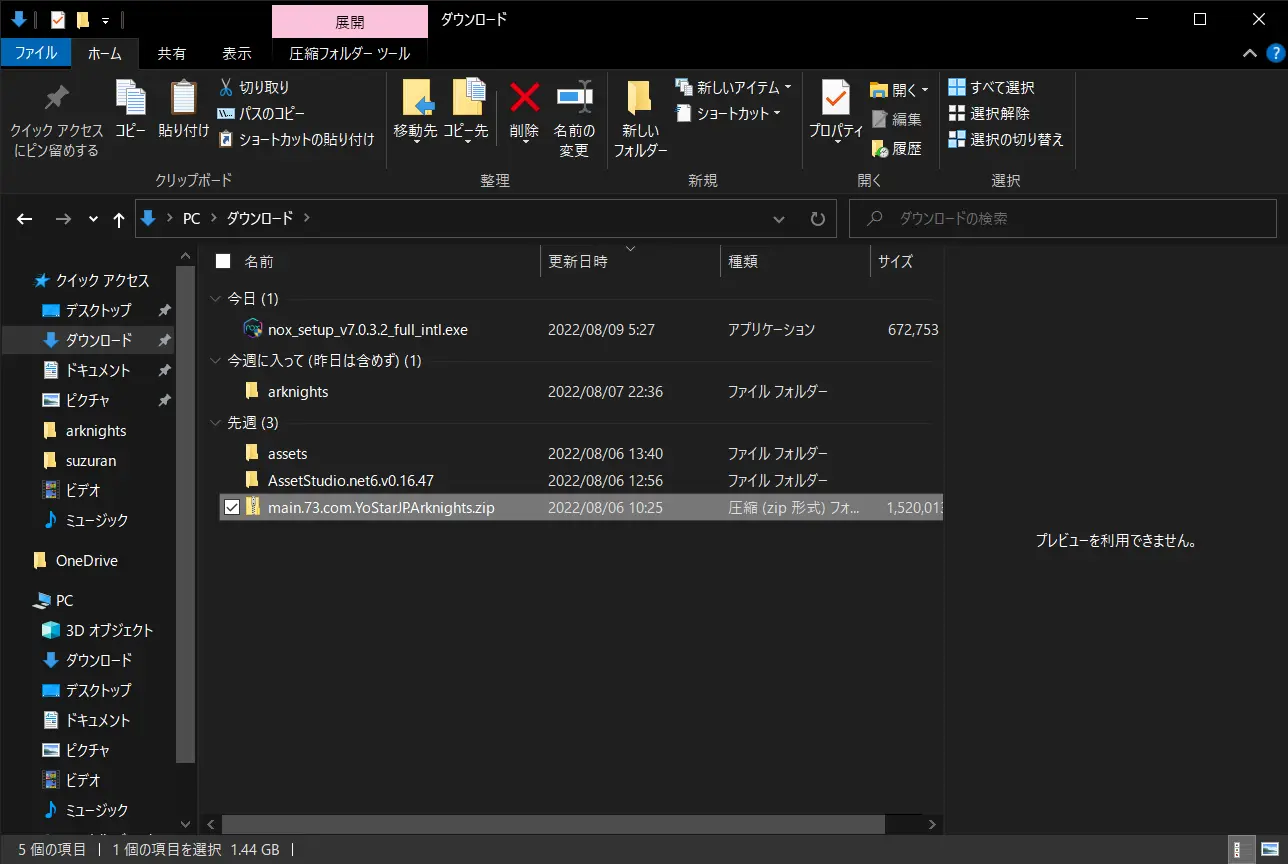 展開
ダウンロード
ファイル
ホーム
共有
表示
圧縮フォルダー ツール
クイック アクセス
にピン留めする
コピー
貼り付け
切り取り
パスのコピー
ショートカットの貼り付け
クリップボード
移動先
コピー先
削除
名前の
変更
整理
新しい
フォルダー
新しいアイテム
ショートカット
新規
プロパティ
開く
編集
履歴
開く
すべて選択
選択解除
選択の切り替え
選択
PC
ダウンロード
ダウンロードの検索
クイック アクセス
デスクトップ
ダウンロード
ドキュメント
ピクチャ
arknights
suzuran
ビデオ
ミュージック
OneDrive
PC
3D オブジェクト
ダウンロード
デスクトップ
ドキュメント
ピクチャ
ビデオ
ミュージック
名前 更新日時 種類 サイズ
今日 (1)
nox_setup_v7.0.3.2_full_intl.exe 2022/08/09 5:27 アプリケーション 672,753
今週に入って (昨日は含めず) (1)
arknights 2022/08/07 22:36 ファイル フォルダー
先週 (3)
assets 2022/08/06 13:40 ファイル フォルダー
AssetStudio.net6.v0.16.47 2022/08/06 12:56 ファイル フォルダー
main.73.com.YoStarJP.Arknights.zip 2022/08/06 10:25 圧縮 (zip 形式) フォ... 1,520,013
プレビューを利用できません。
5 個の項目 1 個の項目を選択 1.44 GB